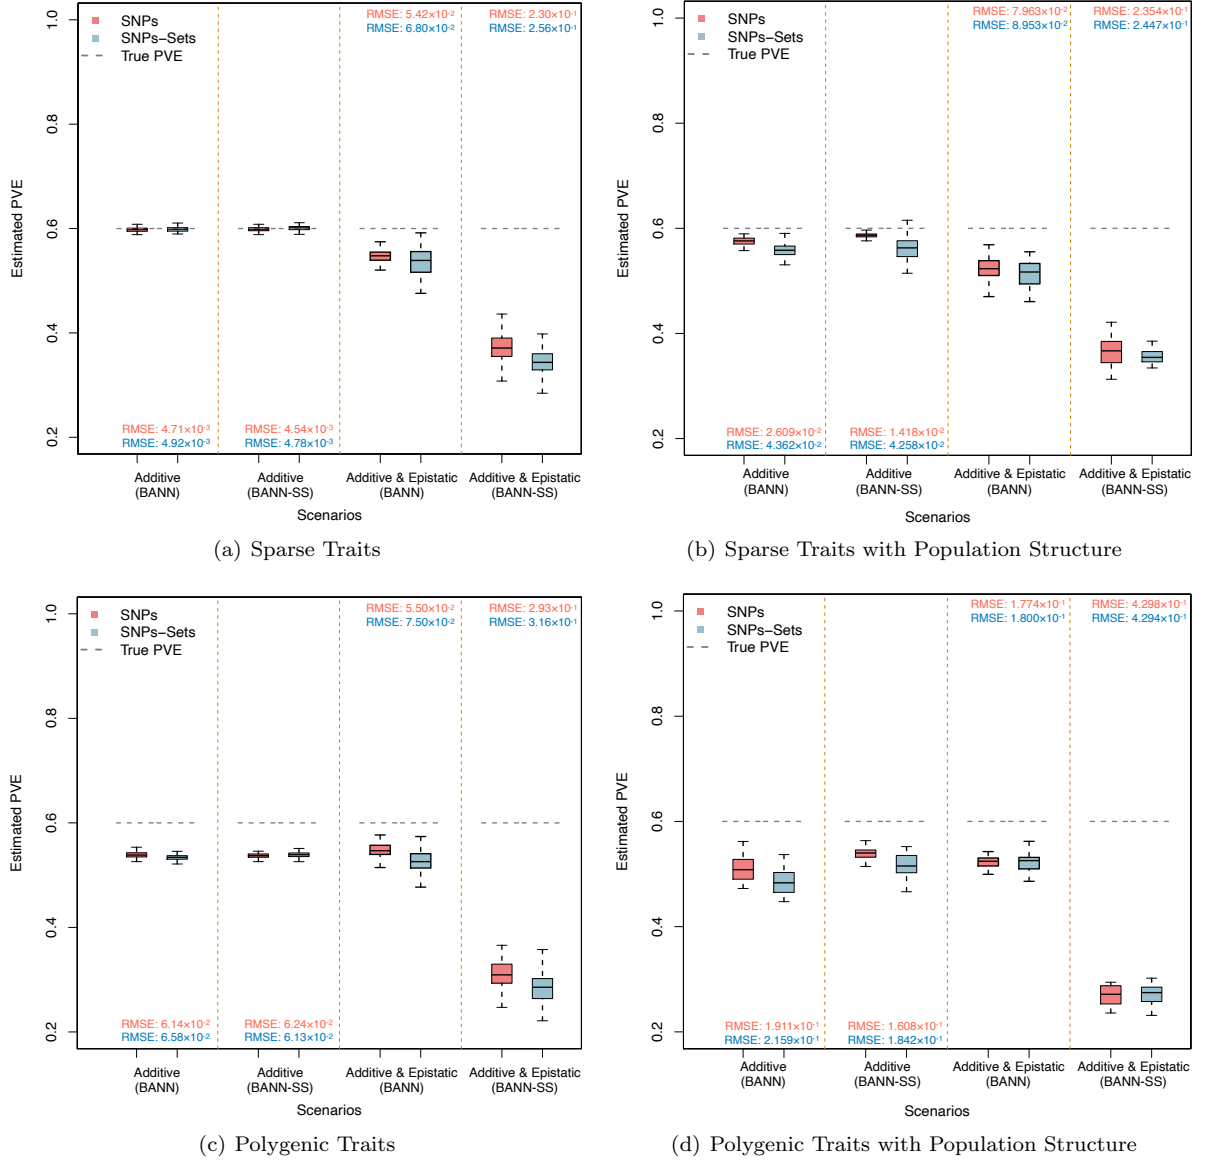 SNPs
SNPs−Sets
True PVE
RMSE: 5.42×10-2
RMSE: 6.80×10-2
RMSE: 2.30×10-1
RMSE: 2.56×10-1
Estimated PVE
1.0
0.8
0.6
0.4
0.2
RMSE: 4.71×10-3
RMSE: 4.92×10-3
RMSE: 4.54×10-3
RMSE: 4.78×10-3
Additive
(BANN)
Additive
(BANN-SS)
Additive & Epistatic
(BANN)
Additive & Epistatic
(BANN-SS)
Scenarios
(a) Sparse Traits
SNPs
SNPs−Sets
True PVE
RMSE: 7.963×10-2
RMSE: 8.953×10-2
RMSE: 2.354×10-1
RMSE: 2.447×10-1
Estimated PVE
1.0
0.8
0.6
0.4
0.2
RMSE: 2.609×10-2
RMSE: 4.362×10-2
RMSE: 1.418×10-2
RMSE: 4.258×10-2
Additive
(BANN)
Additive
(BANN-SS)
Additive & Epistatic
(BANN)
Additive & Epistatic
(BANN-SS)
Scenarios
(b) Sparse Traits with Population Structure
SNPs
SNPs−Sets
True PVE
RMSE: 5.50×10-2
RMSE: 7.50×10-2
RMSE: 2.93×10-1
RMSE: 3.16×10-1
Estimated PVE
1.0
0.8
0.6
0.4
0.2
RMSE: 6.14×10-2
RMSE: 6.58×10-2
RMSE: 6.24×10-2
RMSE: 6.13×10-2
Additive
(BANN)
Additive
(BANN-SS)
Additive & Epistatic
(BANN)
Additive & Epistatic
(BANN-SS)
Scenarios
(c) Polygenic Traits
SNPs
SNPs−Sets
True PVE
RMSE: 1.774×10-1
RMSE: 1.800×10-1
RMSE: 4.298×10-1
RMSE: 4.294×10-1
Estimated PVE
1.0
0.8
0.6
0.4
0.2
RMSE: 1.911×10-1
RMSE: 2.159×10-1
RMSE: 1.608×10-1
RMSE: 1.842×10-1
Additive
(BANN)
Additive
(BANN-SS)
Additive & Epistatic
(BANN)
Additive & Epistatic
(BANN-SS)
Scenarios
(d) Polygenic Traits with Population Structure